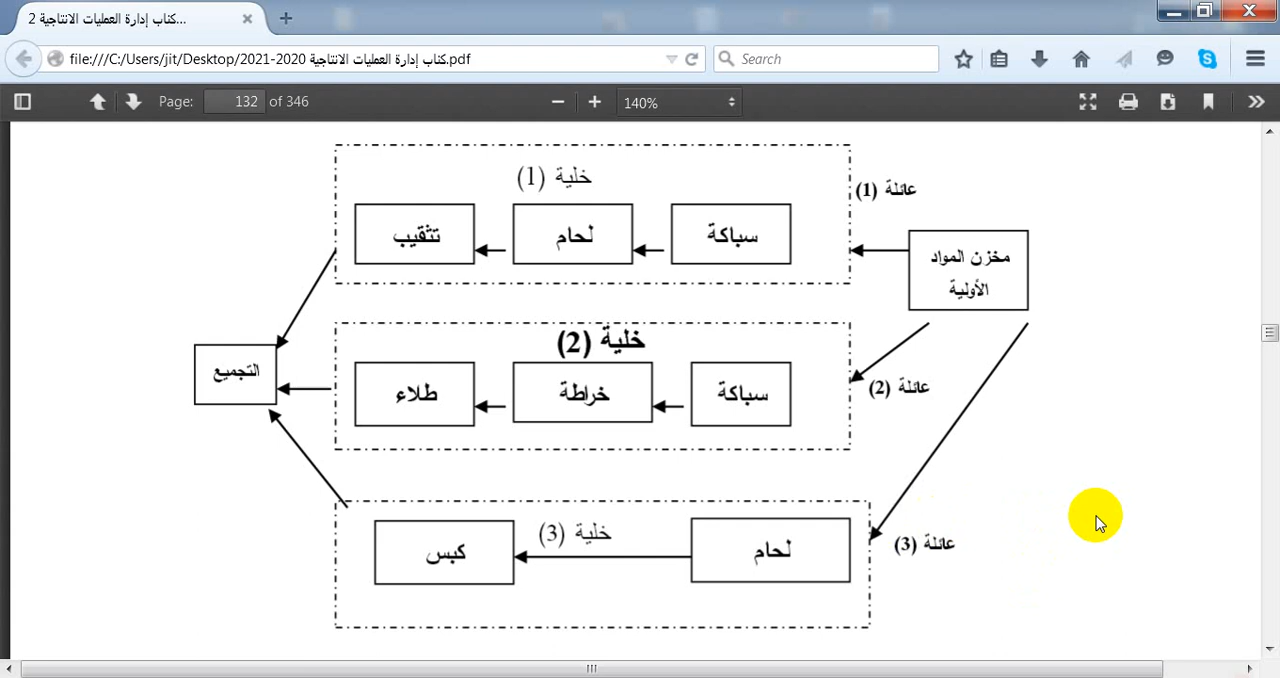 كتاب إدارة العمليات الانتاجية 2...
file:///C:/Users/jit/Desktop/2021-2020 كتاب إدارة العمليات الانتاجية.pdf
Search
Page: 132 of 346
140%
خلية (1)
عائلة (1)
سباكة
لحام
تثقيب
مخزن المواد
الأولية
خلية (2)
عائلة (2)
سباكة
خراطة
طلاء
التجميع
خلية (3)
عائلة (3)
لحام
كبس